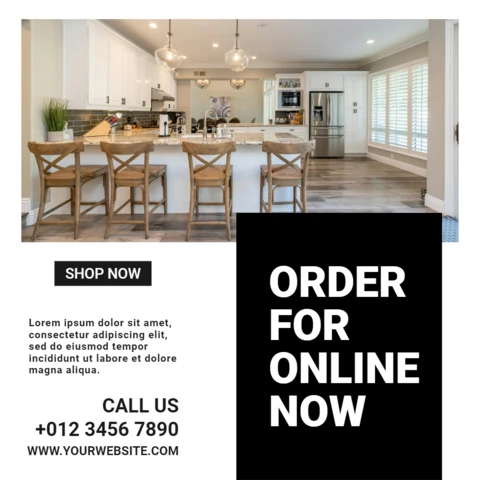 SHOP NOW
Lorem ipsum dolor sit amet,
consectetur adipiscing elit,
sed do eiusmod tempor
incididunt ut labore et dolore
magna aliqua.
CALL US
+012 3456 7890
WWW.YOURWEBSITE.COM
ORDER
FOR
ONLINE
NOW